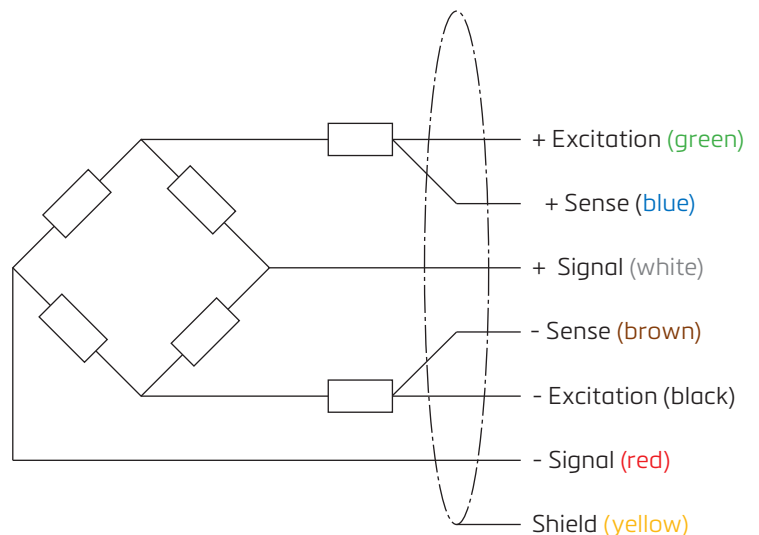 + Excitation (green)
+ Sense (blue)
+ Signal (white)
- Sense (brown)
- Excitation (black)
- Signal (red)
Shield (yellow)